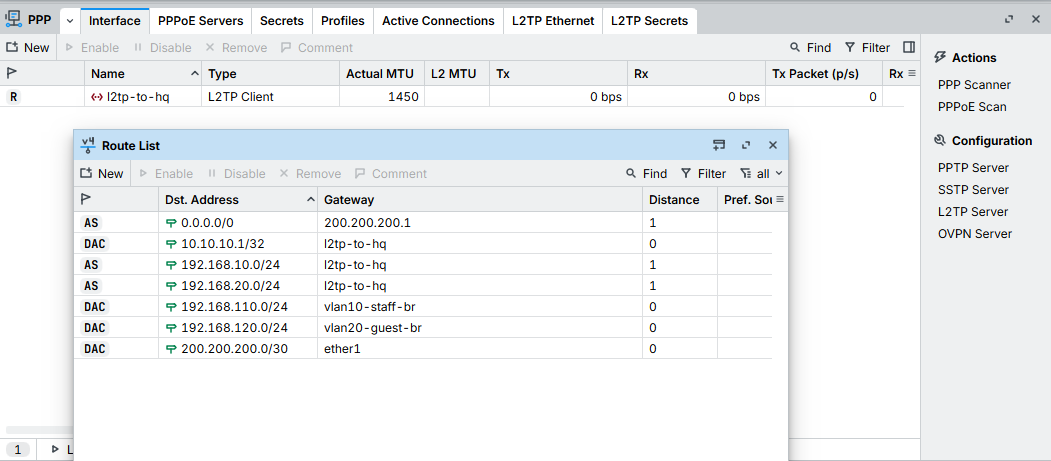 PPP Interface PPPoE Servers Secrets Profiles Active Connections L2TP Ethernet L2TP Secrets
New Enable Disable Remove Comment Find Filter
Name Type Actual MTU L2 MTU Tx Rx Tx Packet (p/s) Rx
R l2tp-to-hq L2TP Client 1450 0 bps 0 bps 0
Route List
New Enable Disable Remove Comment Find Filter all
Dst. Address Gateway Distance Pref. Sou
AS 0.0.0.0/0 200.200.200.1 1
DAC 10.10.10.1/32 l2tp-to-hq 0
AS 192.168.10.0/24 l2tp-to-hq 1
AS 192.168.20.0/24 l2tp-to-hq 1
DAC 192.168.110.0/24 vlan10-staff-br 0
DAC 192.168.120.0/24 vlan20-guest-br 0
DAC 200.200.200.0/30 ether1 0
1 L
Actions
PPP Scanner
PPPoE Scan
Configuration
PPTP Server
SSTP Server
L2TP Server
OVPN Server